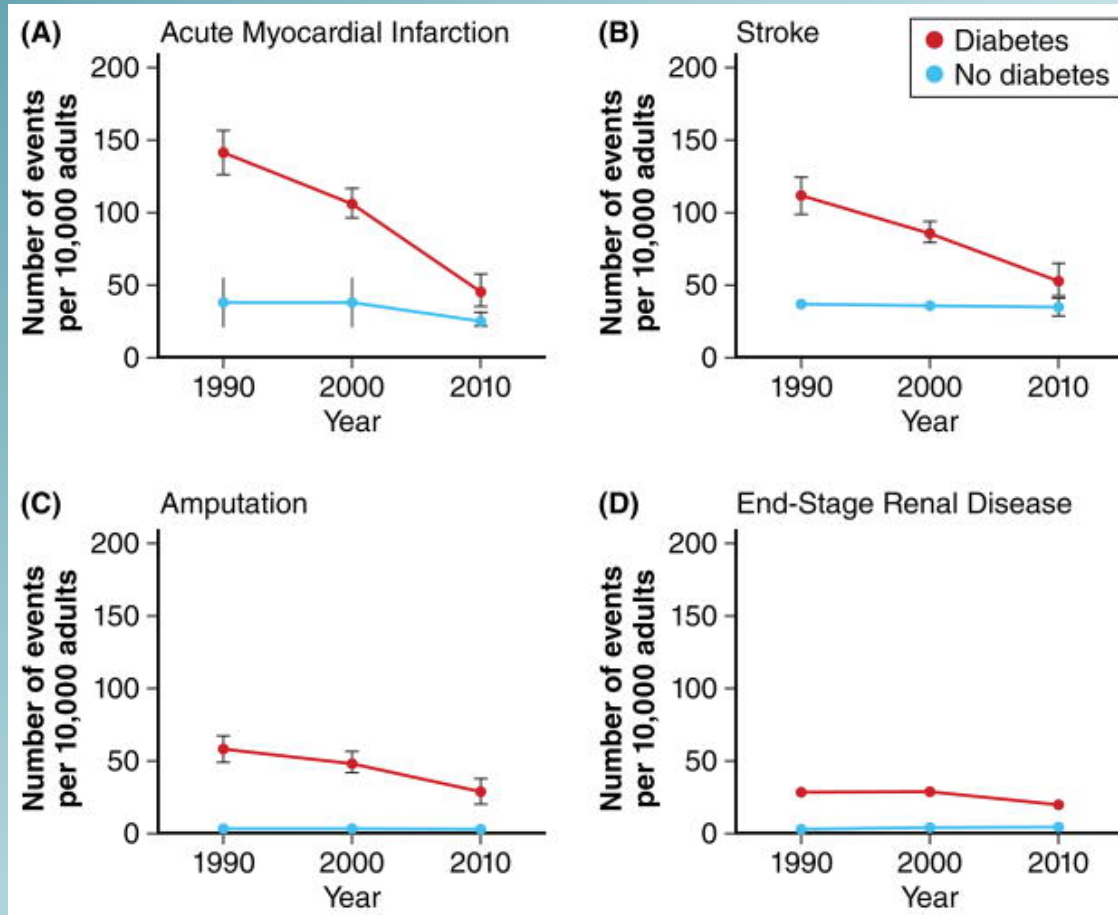 (A) Acute Myocardial Infarction
Number of events
per 10,000 adults
200
150
100
50
0
1990 2000 2010
Year
(B) Stroke
Diabetes
No diabetes
Number of events
per 10,000 adults
200
150
100
50
0
1990 2000 2010
Year
(C) Amputation
Number of events
per 10,000 adults
200
150
100
50
0
1990 2000 2010
Year
(D) End-Stage Renal Disease
Number of events
per 10,000 adults
200
150
100
50
0
1990 2000 2010
Year